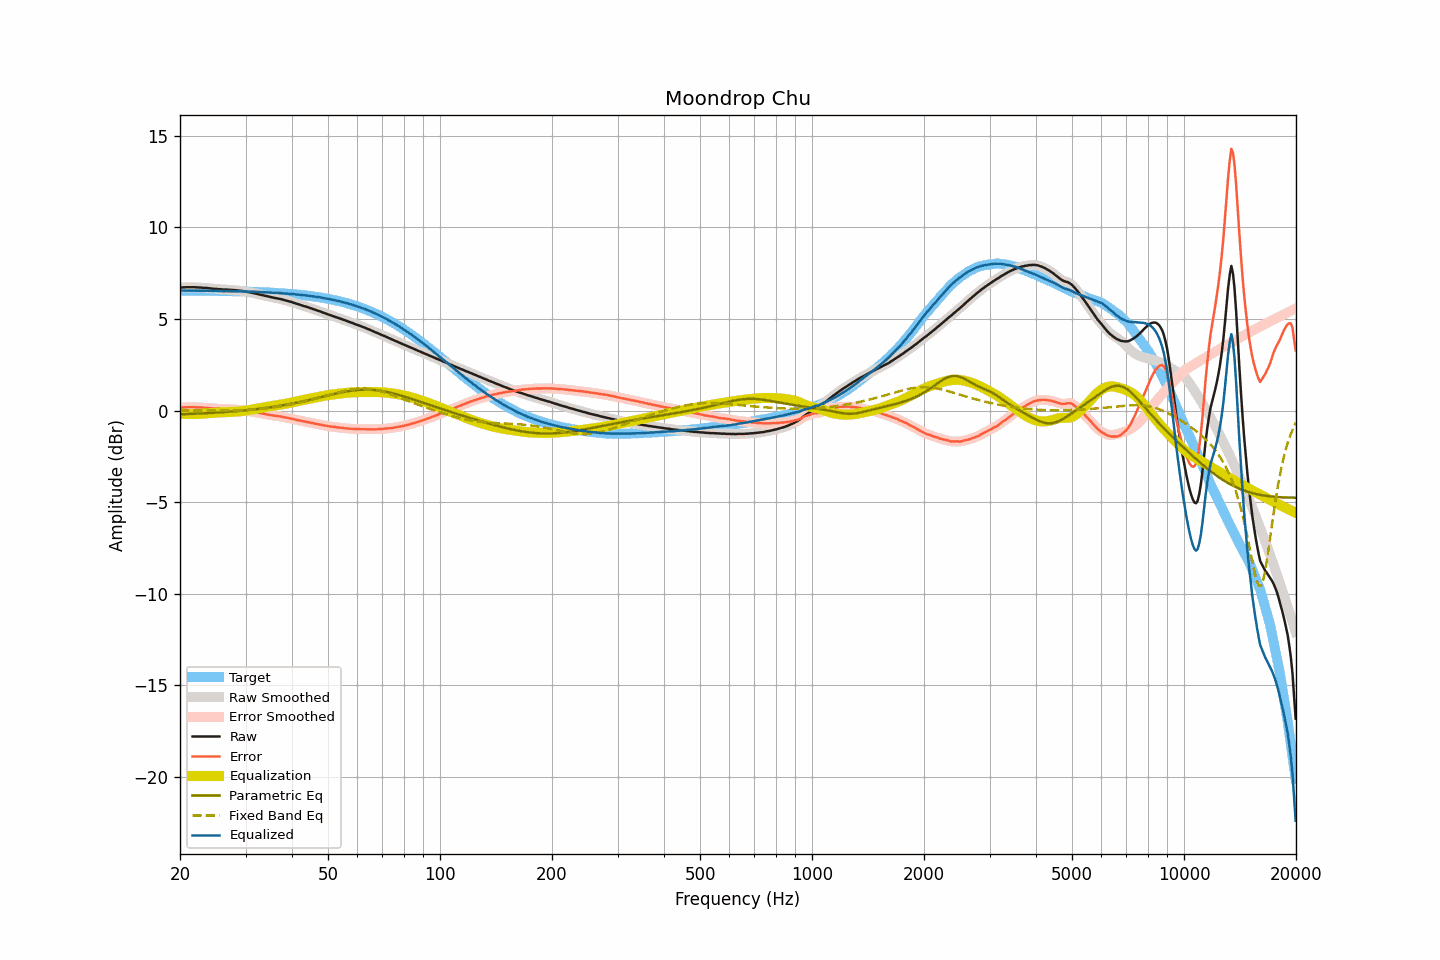 Moondrop Chu
15
10
5
0
−5
−10
−15
−20
Amplitude (dBr)
Target
Raw Smoothed
Error Smoothed
Raw
Error
Equalization
Parametric Eq
Fixed Band Eq
Equalized
20 50 100 200 500 1000 2000 5000 10000 20000
Frequency (Hz)